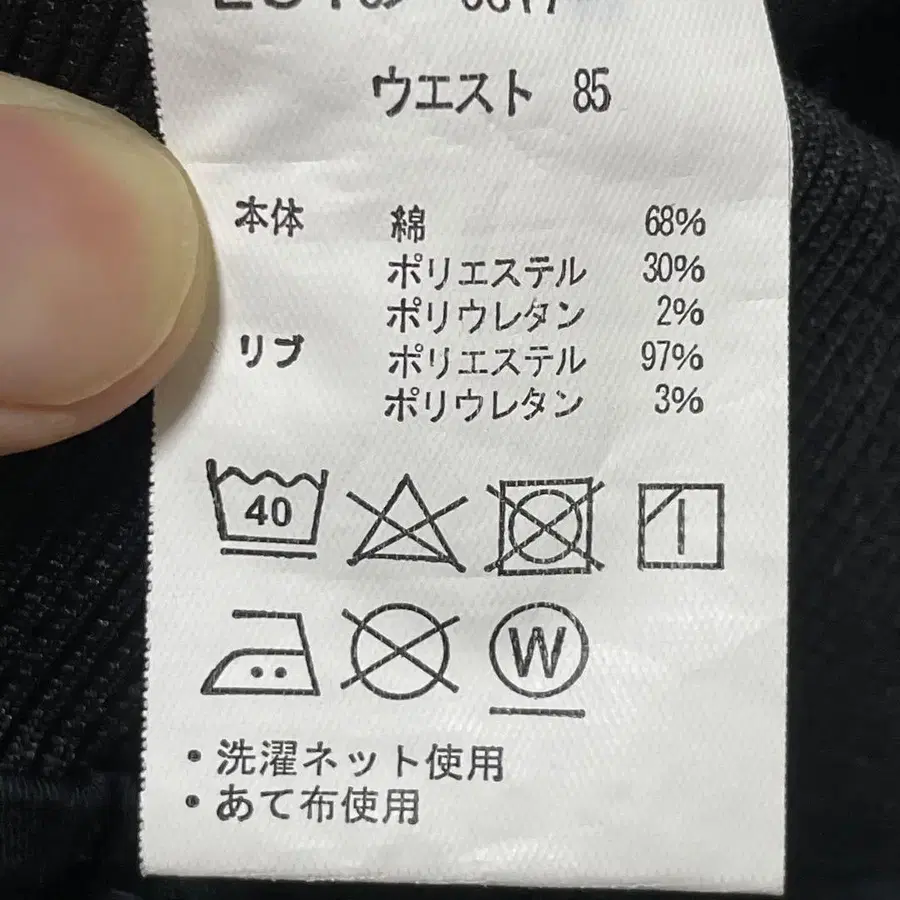 ウエスト 85
本体 綿 68%
ポリエステル 30%
ポリウレタン 2%
リブ ポリエステル 97%
ポリウレタン 3%
40
W
・洗濯ネット使用
・あて布使用